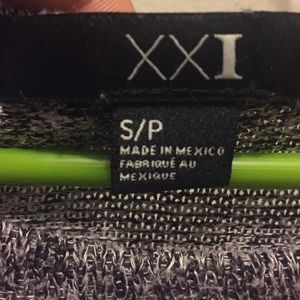 XXI
S/P
MADE IN MEXICO
FABRIQUÉ AU
MEXIQUE